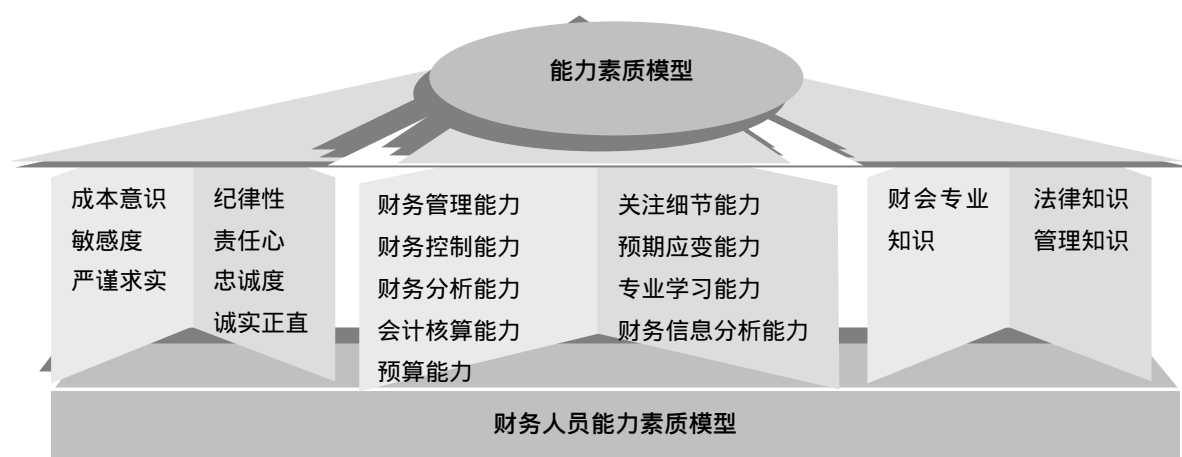 能力素质模型
成本意识
敏感度
严谨求实
纪律性
责任心
忠诚度
诚实正直
财务管理能力
财务控制能力
财务分析能力
会计核算能力
预算能力
关注细节能力
预期应变能力
专业学习能力
财务信息分析能力
财会专业
知识
法律知识
管理知识
财务人员能力素质模型